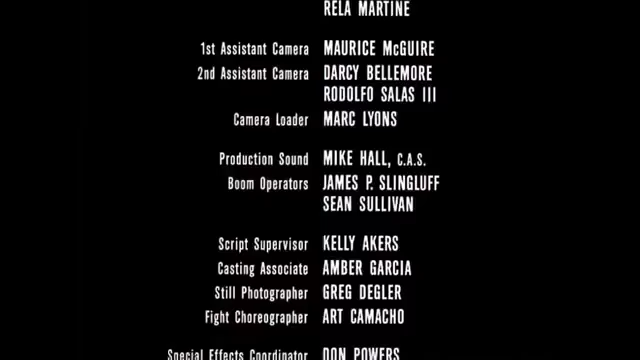 RELA MARTINE
1st Assistant Camera MAURICE McGUIRE
2nd Assistant Camera DARCY BELLEMORE
RODOLFO SALAS III
Camera Loader MARC LYONS
Production Sound MIKE HALL, C.A.S.
Boom Operators JAMES P. SLINGLUFF
SEAN SULLIVAN
Script Supervisor KELLY AKERS
Casting Associate AMBER GARCIA
Still Photographer GREG DEGLER
Fight Choreographer ART CAMACHO
Special Effects Coordinator DON POWERS